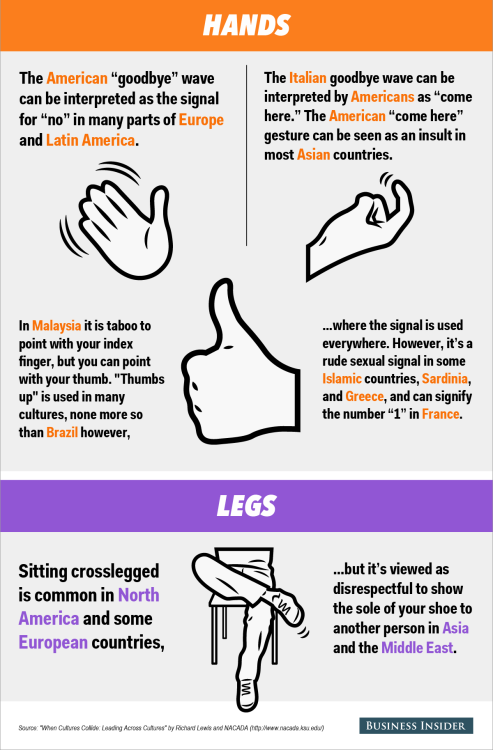 HANDS
The American “goodbye” wave
can be interpreted as the signal
for “no” in many parts of Europe
and Latin America.
The Italian goodbye wave can be
interpreted by Americans as “come
here.” The American “come here”
gesture can be seen as an insult in
most Asian countries.
In Malaysia it is taboo to
point with your index
finger, but you can point
with your thumb. "Thumbs
up" is used in many
cultures, none more so
than Brazil however,
...where the signal is used
everywhere. However, it’s a
rude sexual signal in some
Islamic countries, Sardinia,
and Greece, and can signify
the number “1” in France.
LEGS
Sitting crosslegged
is common in North
America and some
European countries,
...but it’s viewed as
disrespectful to show
the sole of your shoe to
another person in Asia
and the Middle East.
Source: "When Cultures Collide: Leading Across Cultures" by Richard Lewis and NACADA (http://www.nacada.ksu.edu/)
BUSINESS INSIDER